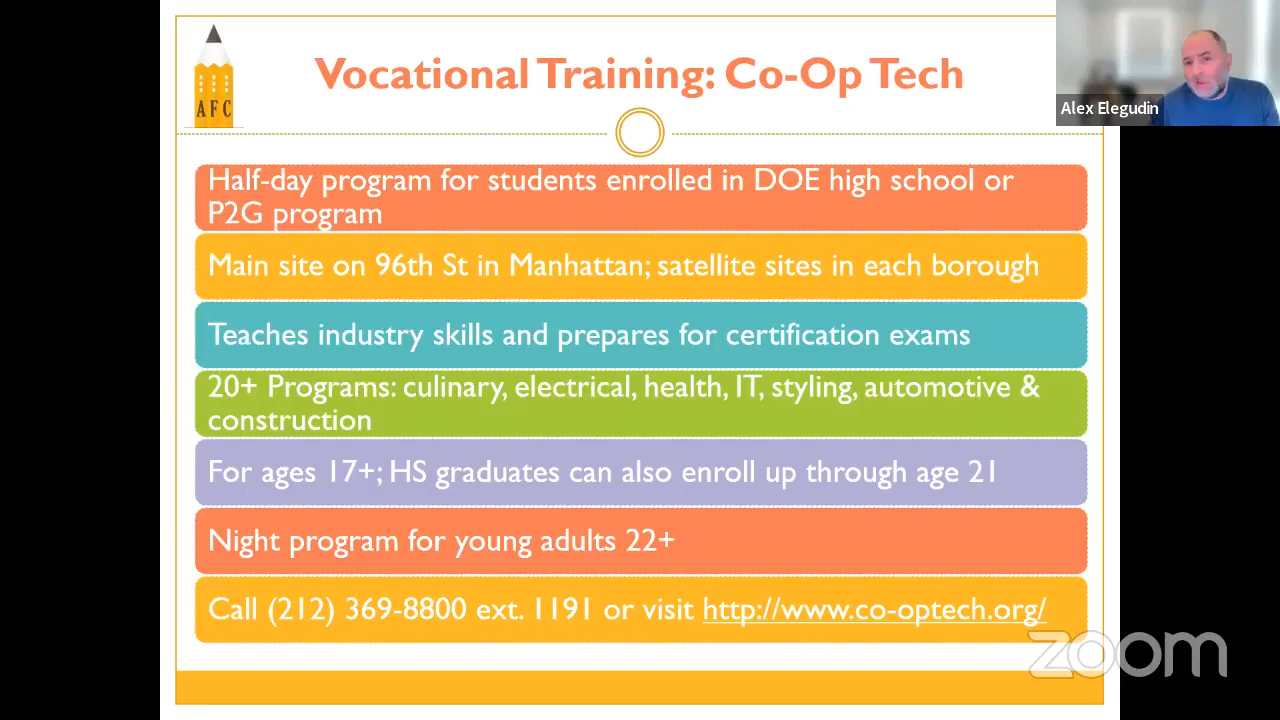 AFC
Vocational Training: Co-Op Tech
Alex Elegudin
Half-day program for students enrolled in DOE high school or
P2G program
Main site on 96th St in Manhattan; satellite sites in each borough
Teaches industry skills and prepares for certification exams
20+ Programs: culinary, electrical, health, IT, styling, automotive &
construction
For ages 17+; HS graduates can also enroll up through age 21
Night program for young adults 22+
Call (212) 369-8800 ext. 1191 or visit http://www.co-optech.org/
zoom